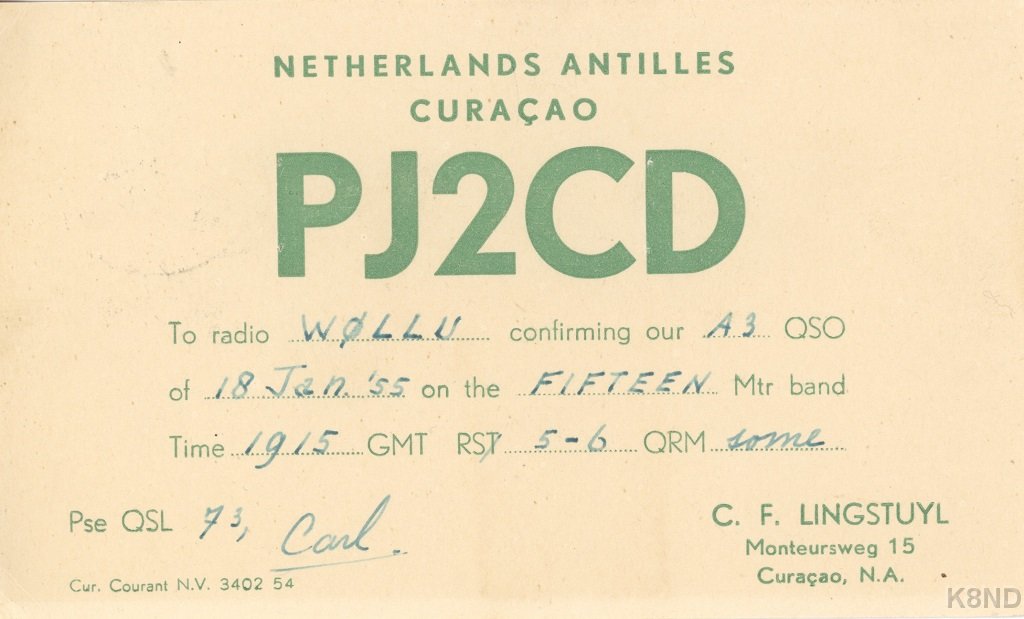 NETHERLANDS ANTILLES
CURAÇAO
PJ2CD
To radio WØLLU confirming our A3 QSO
of 18 Jan. '55 on the FIFTEEN Mtr band
Time 1915 GMT RST 5-6 QRM some
Pse QSL 73, Carl.
C. F. LINGSTUYL
Monteursweg 15
Curaçao, N.A.
Cur. Courant N.V. 3402 54
K8ND